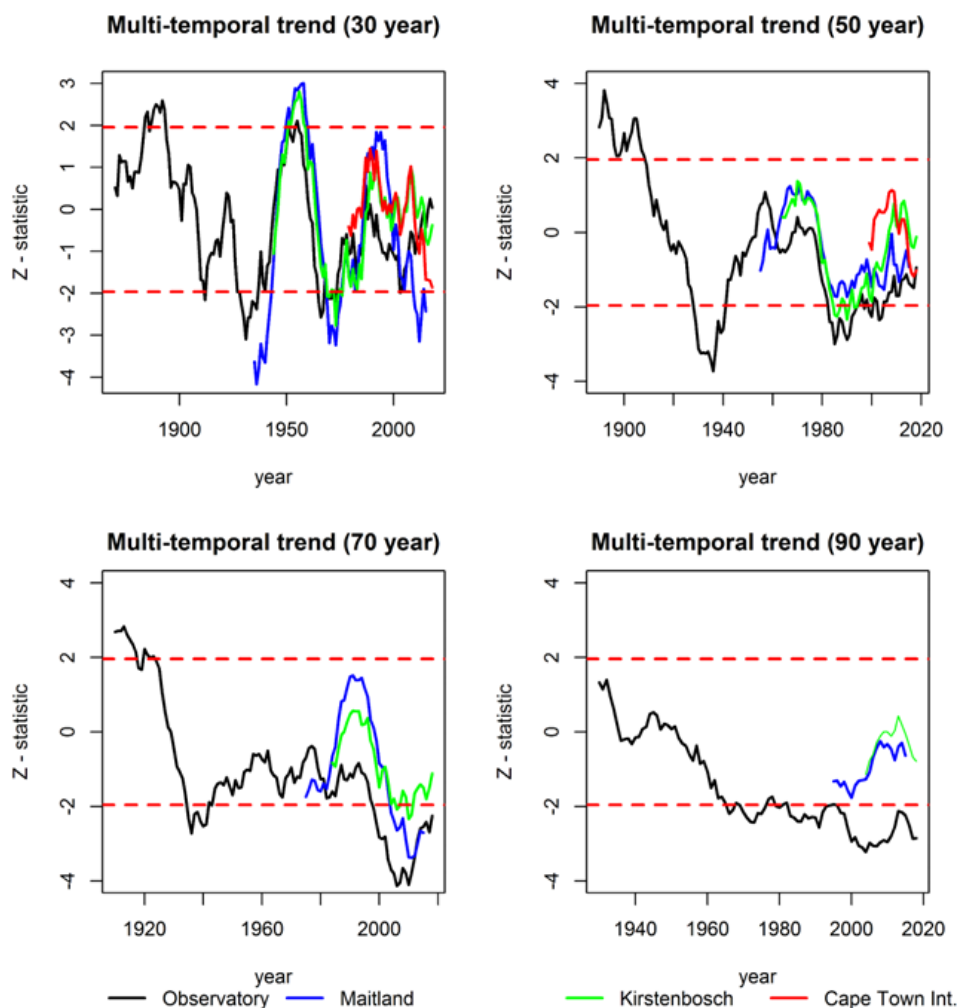 Multi-temporal trend (30 year)
Z - statistic
3
2
1
0
-1
-2
-3
-4
1900 1950 2000
year
Multi-temporal trend (50 year)
Z - statistic
4
2
0
-2
-4
1900 1940 1980 2020
year
Multi-temporal trend (70 year)
Z - statistic
4
2
0
-2
-4
1920 1960 2000
year
Multi-temporal trend (90 year)
Z - statistic
4
2
0
-2
-4
1940 1960 1980 2000 2020
year
Observatory Maitland Kirstenbosch Cape Town Int.